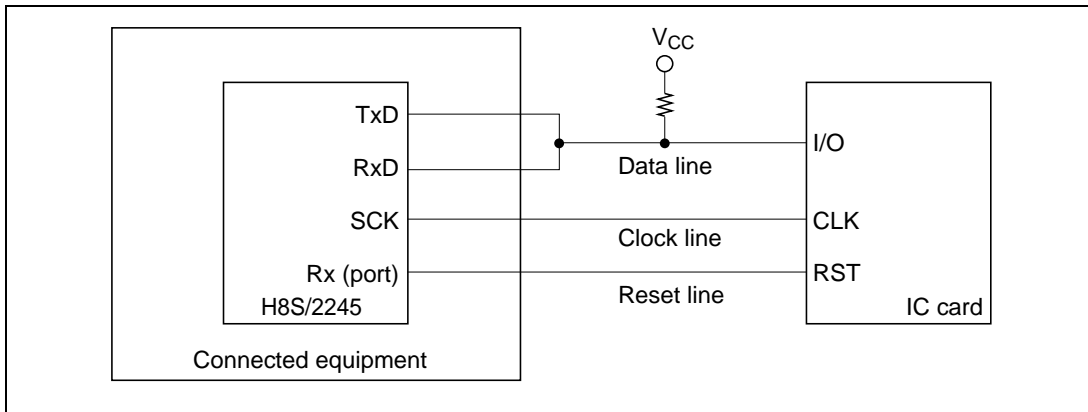 VCC
TxD
I/O
RxD
Data line
SCK
CLK
Clock line
Rx (port)
RST
Reset line
H8S/2245
IC card
Connected equipment